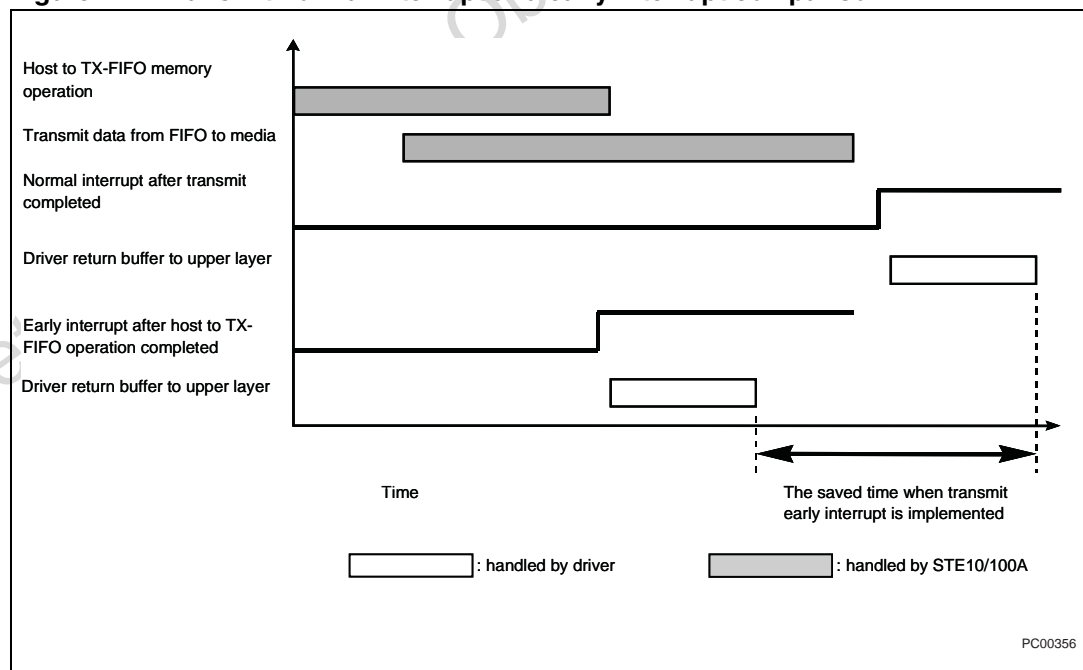 Host to TX-FIFO memory
operation
Transmit data from FIFO to media
Normal interrupt after transmit
completed
Driver return buffer to upper layer
Early interrupt after host to TX-
FIFO operation completed
Driver return buffer to upper layer
Time
The saved time when transmit
early interrupt is implemented
: handled by driver
: handled by STE10/100A
PC00356